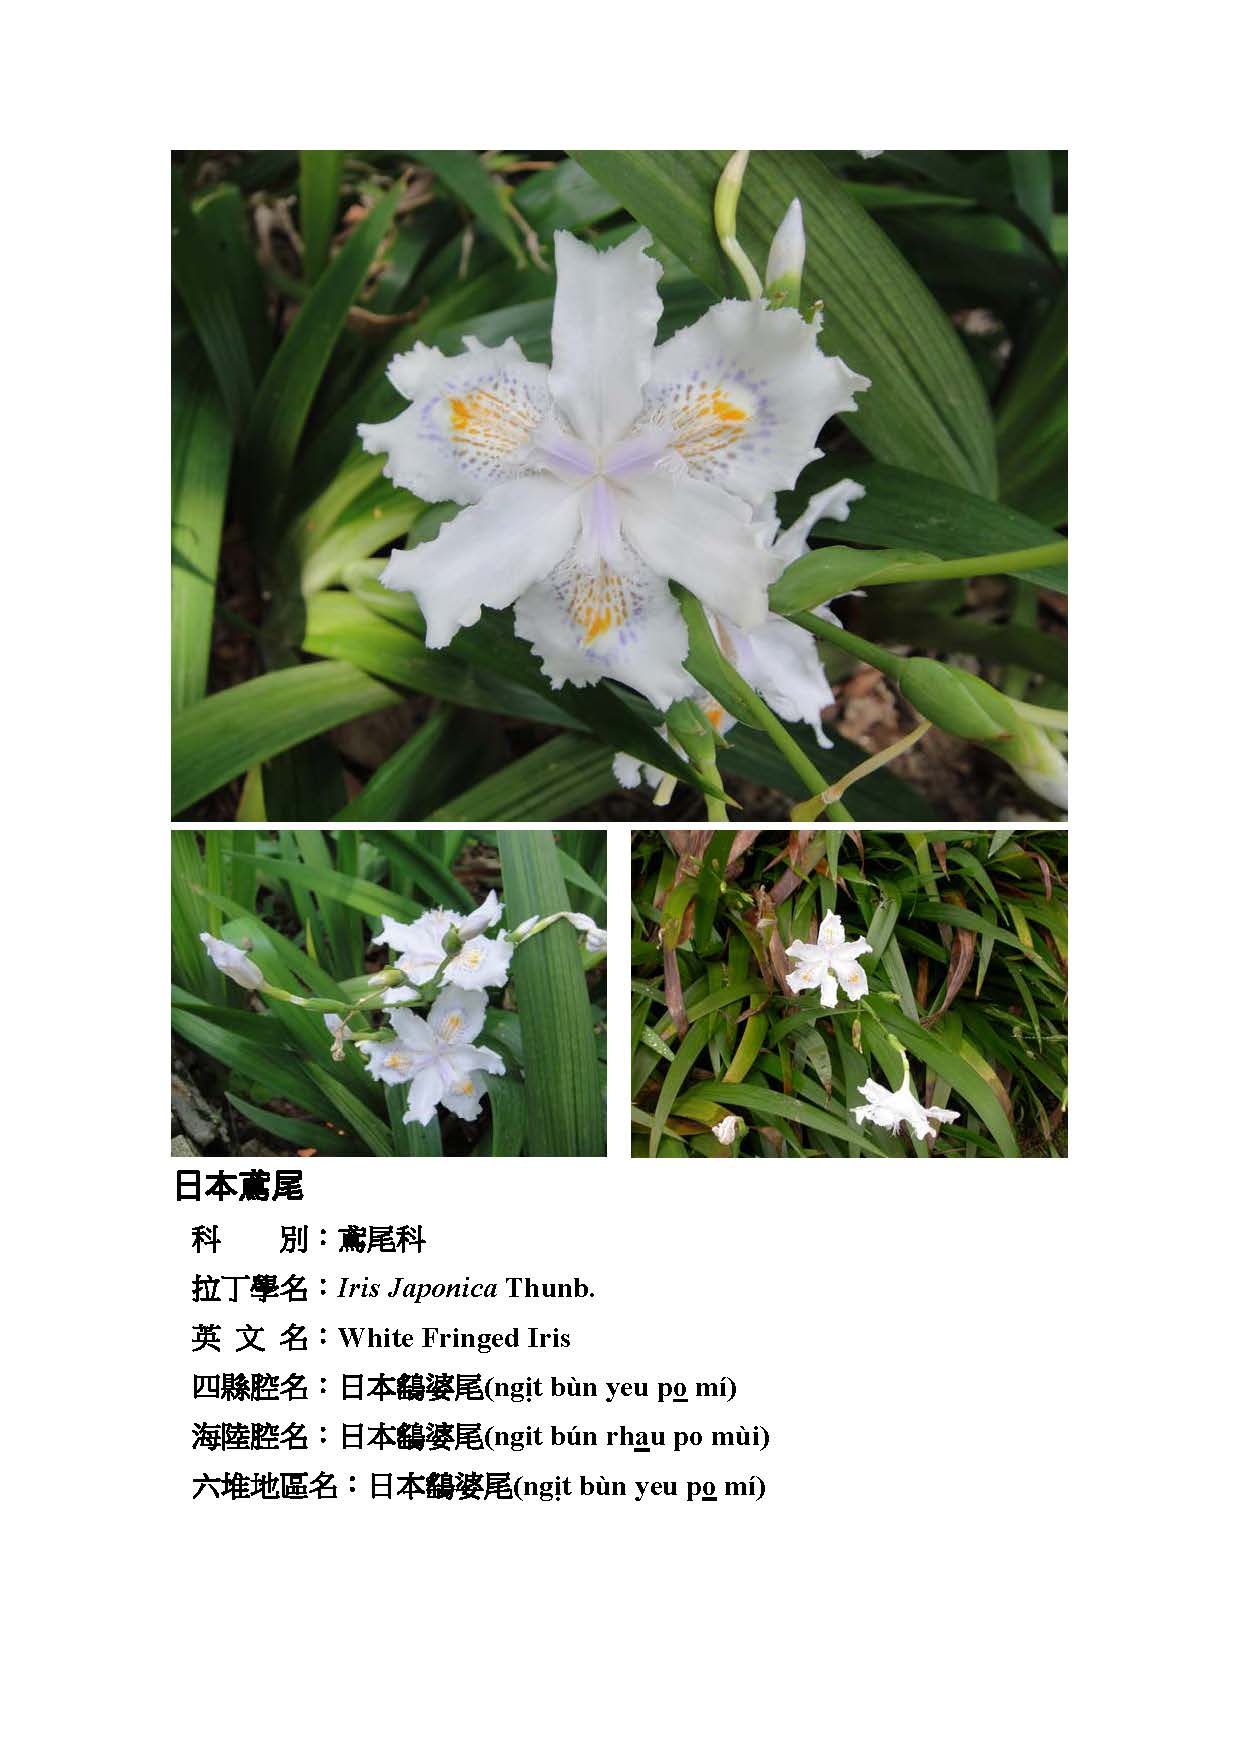 日本鳶尾
科　　別：鳶尾科
拉丁學名：Iris Japonica Thunb.
英 文 名：White Fringed Iris
四縣腔名：日本鷂婆尾(ngịt bùn yeu po mí)
海陸腔名：日本鷂婆尾(ngit bún rhau po mùi)
六堆地區名：日本鷂婆尾(ngịt bùn yeu po mí)